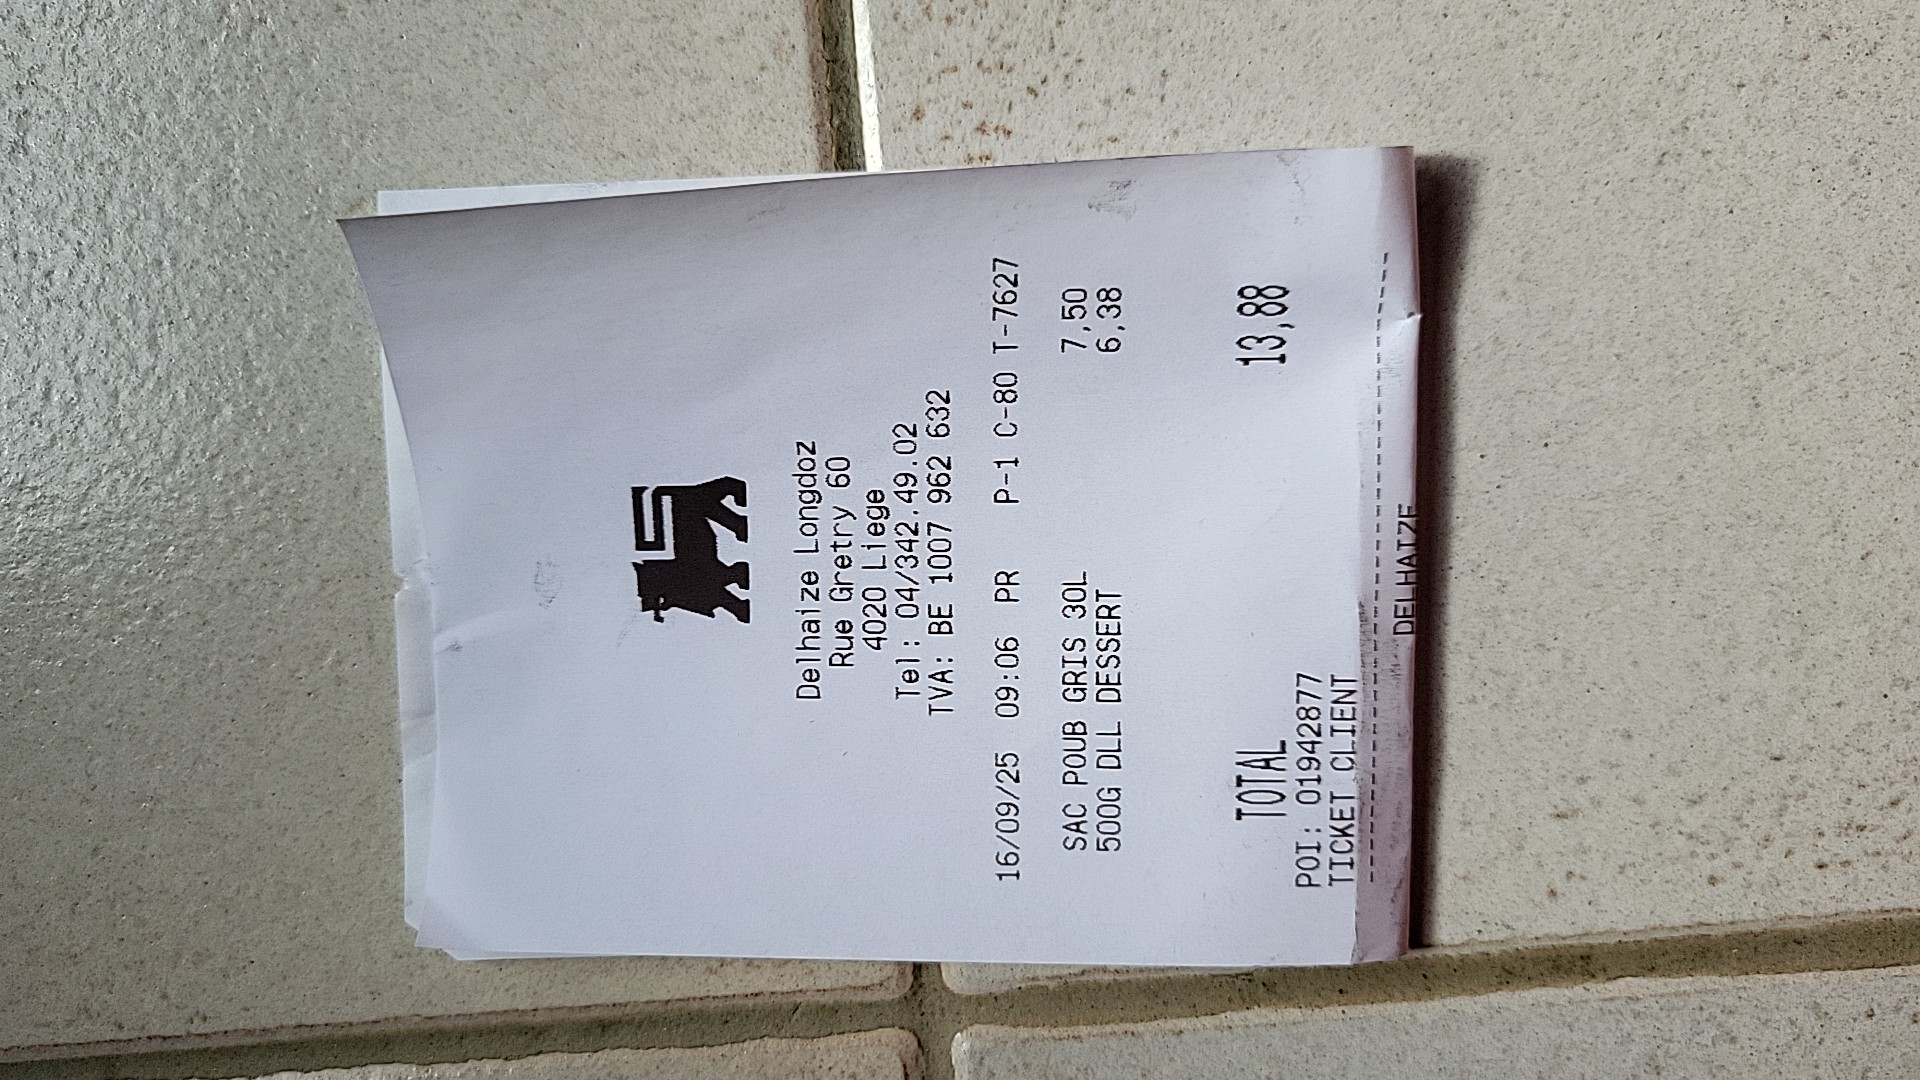 Delhaize Longdoz
Rue Gretry 60
4020 Liege
Tel: 04/342.49.02
TVA: BE 1007 962 632
16/09/25 09:06 PR P-1 C-80 T-7627
SAC POUB GRIS 30L 7,50
500G DLL DESSERT 6,38
TOTAL 13,88
POI: 01942877
TICKET CLIENT
DELHAIZE